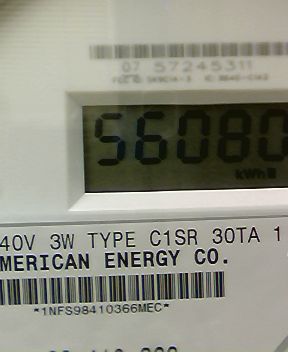 07 57245311
56080
kWh
40V 3W TYPE C1SR 30TA 1
MERICAN ENERGY CO.
*1NFS98410366MEC*